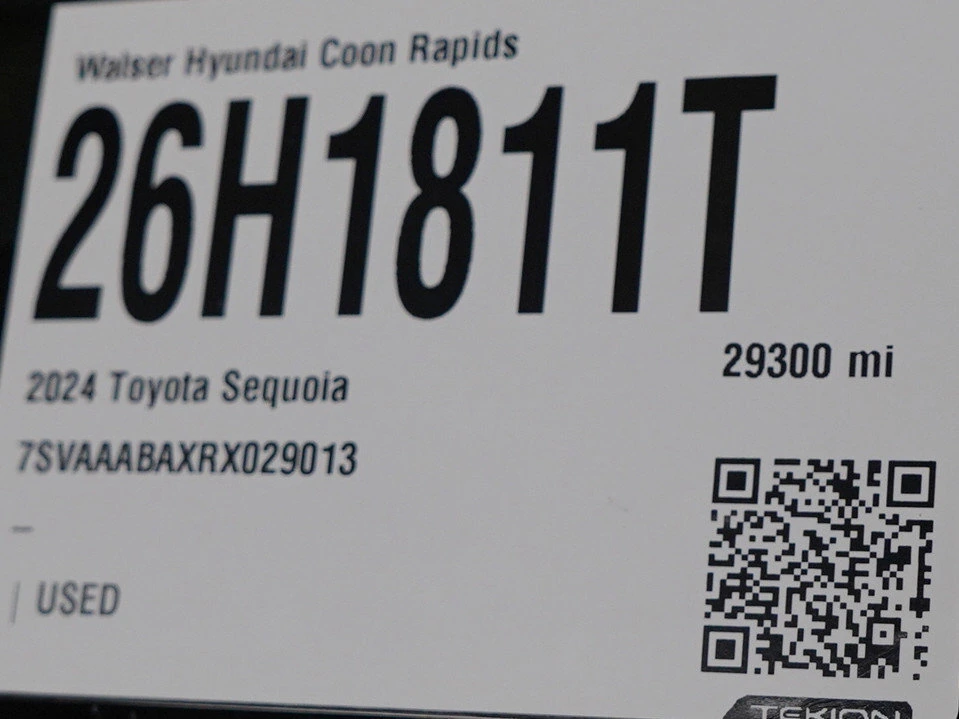 Walser Hyundai Coon Rapids
26H1811T
29300 mi
2024 Toyota Sequoia
7SVAAABAXRX029013
–
| USED
TEKION